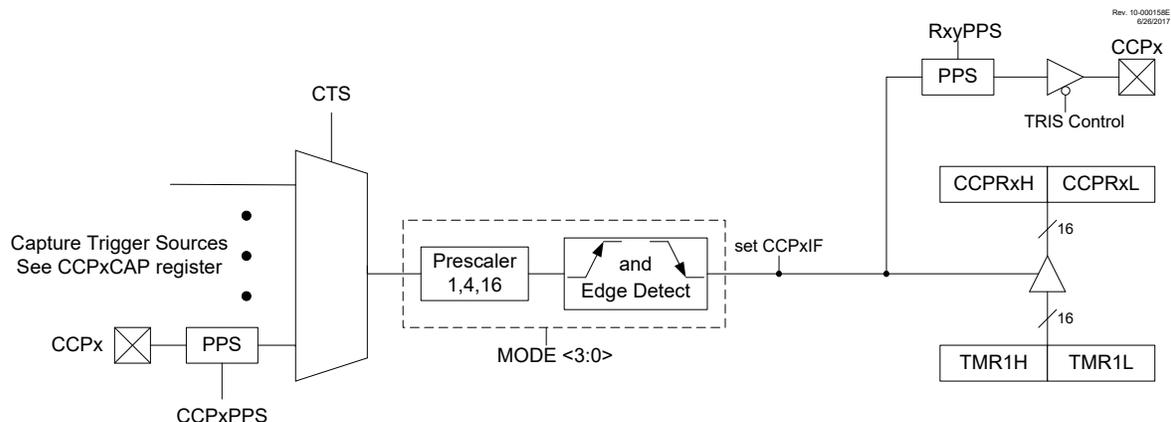 Rev. 10-000158E
6/26/2017
RxyPPS
CCPx
PPS
TRIS Control
CTS
CCPRxH CCPRxL
16
Capture Trigger Sources
See CCPxCAP register
Prescaler
1,4,16
and
Edge Detect
set CCPxIF
16
MODE <3:0>
CCPx
PPS
CCPxPPS
TMR1H TMR1L